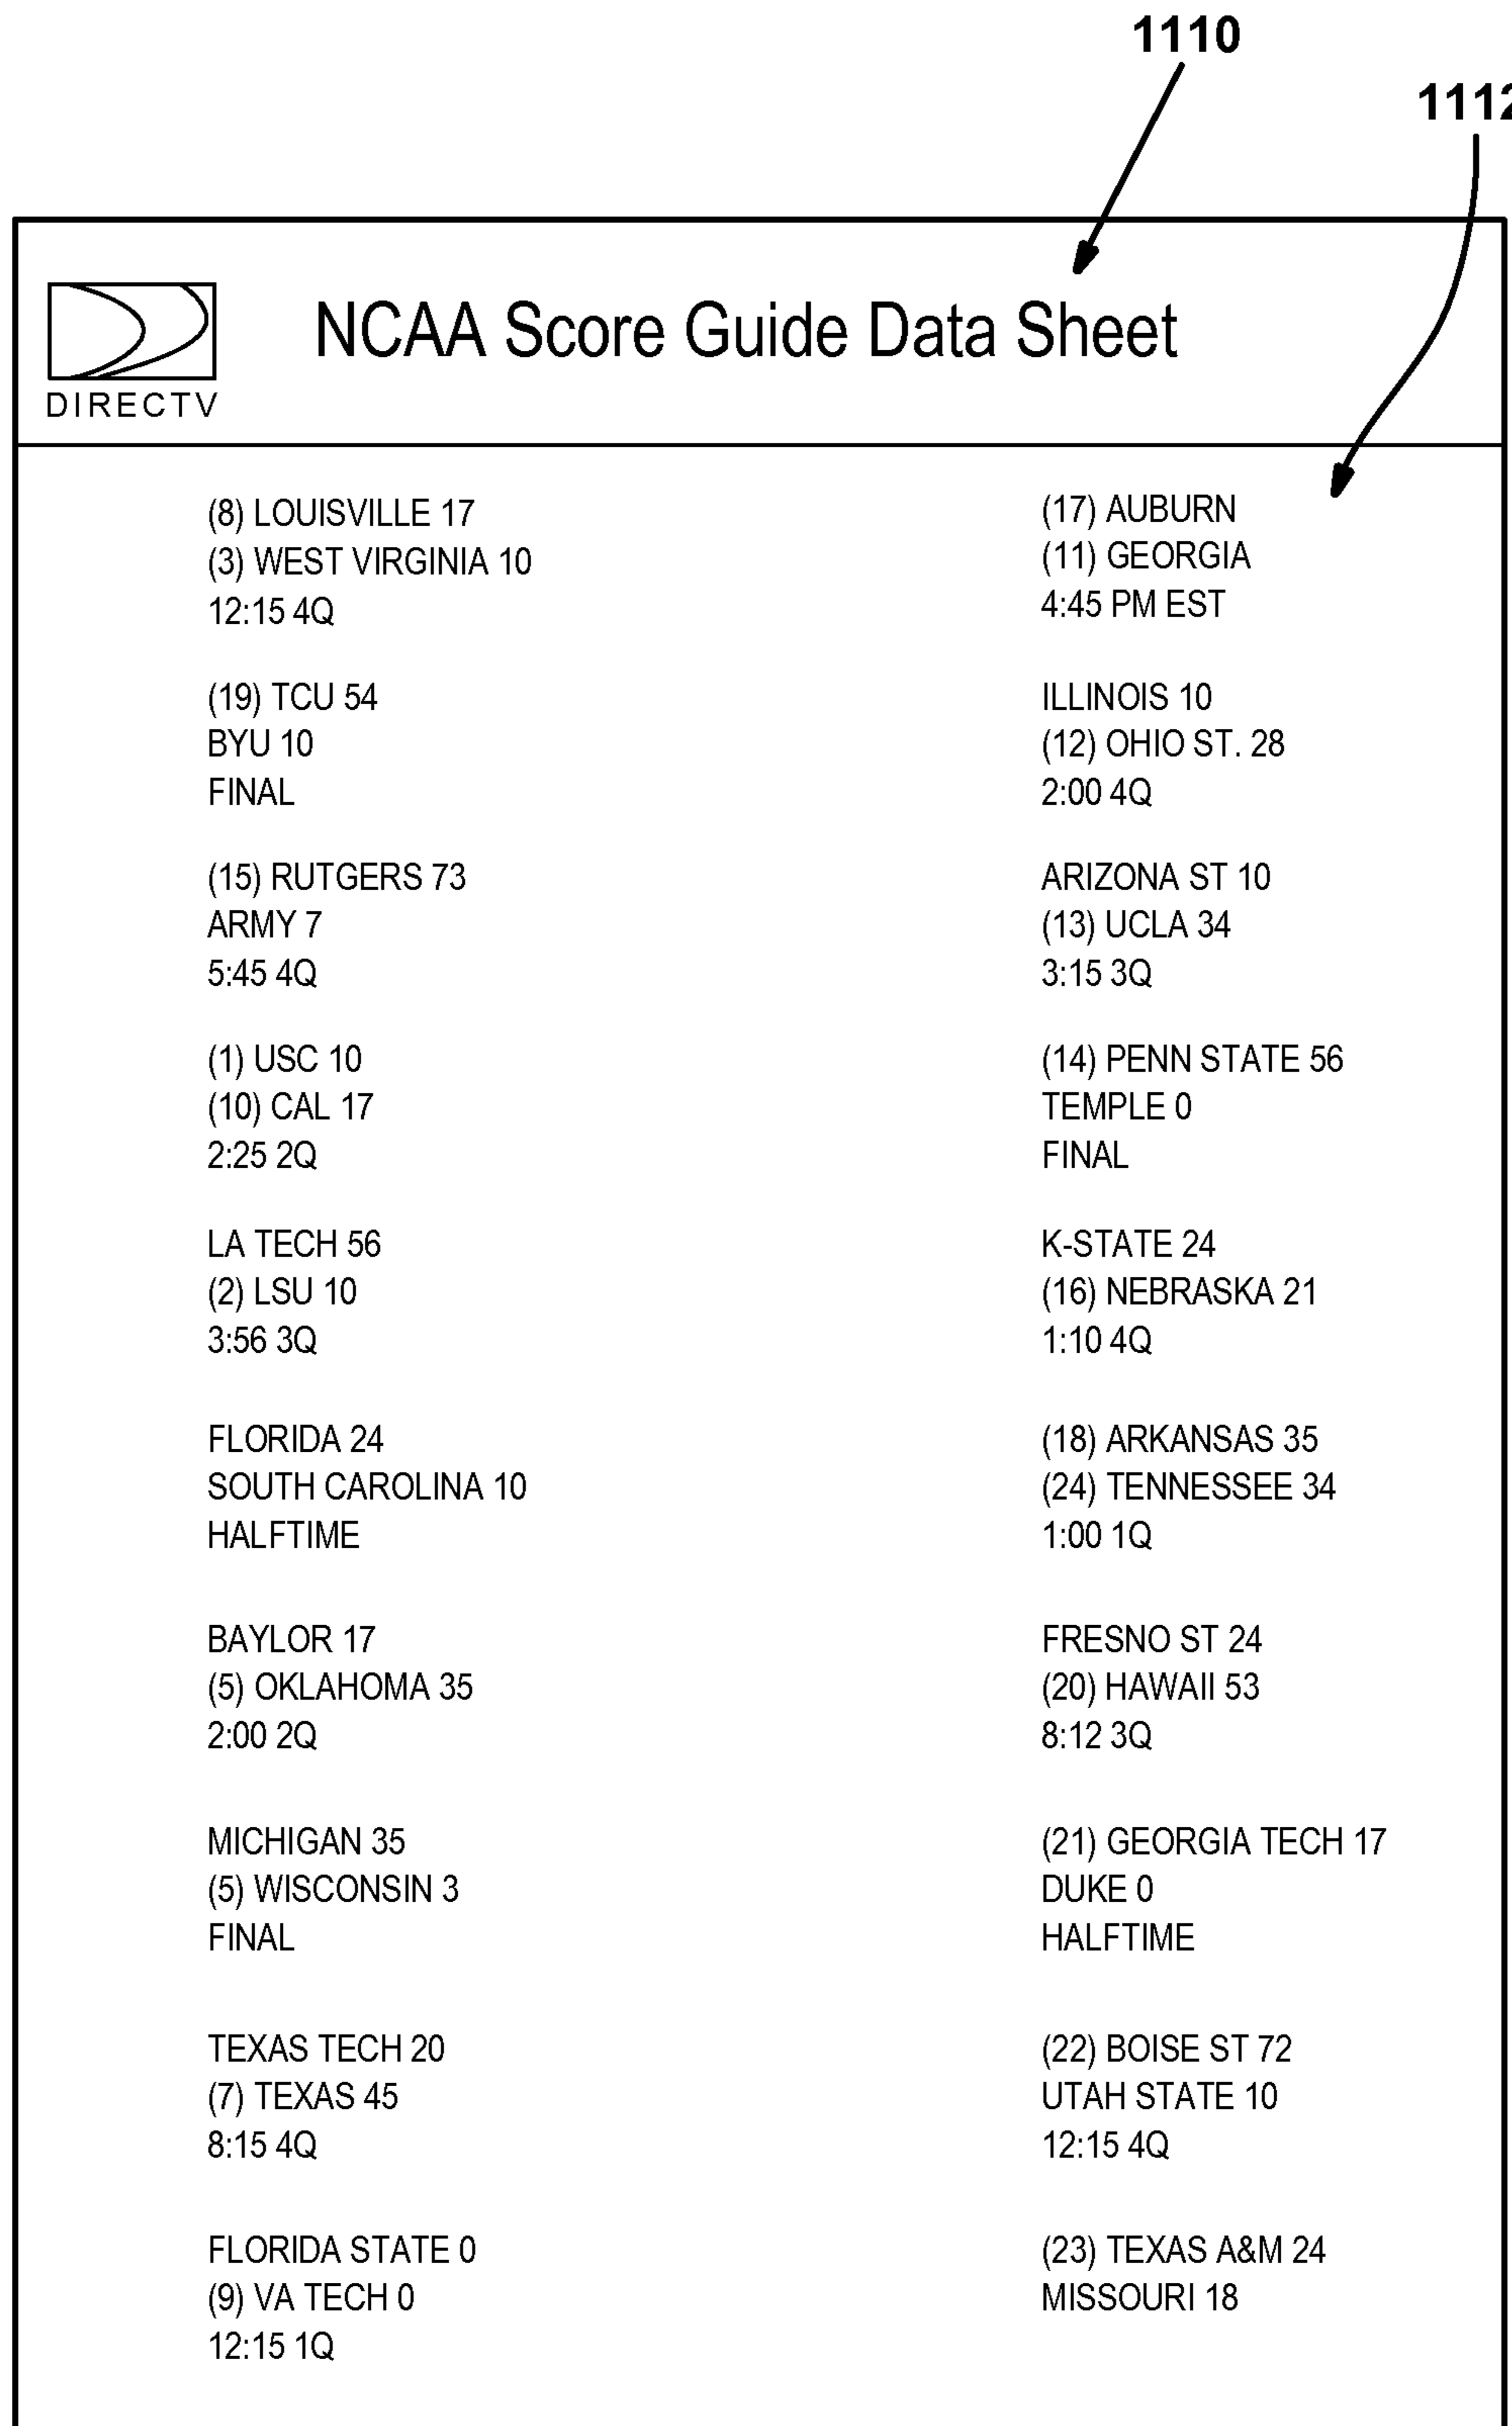 1110
1112
NCAA Score Guide Data Sheet
DIRECTV
(8) LOUISVILLE 17
(3) WEST VIRGINIA 10
12:15 4Q
(19) TCU 54
BYU 10
FINAL
(15) RUTGERS 73
ARMY 7
5:45 4Q
(1) USC 10
(10) CAL 17
2:25 2Q
LA TECH 56
(2) LSU 10
3:56 3Q
FLORIDA 24
SOUTH CAROLINA 10
HALFTIME
BAYLOR 17
(5) OKLAHOMA 35
2:00 2Q
MICHIGAN 35
(5) WISCONSIN 3
FINAL
TEXAS TECH 20
(7) TEXAS 45
8:15 4Q
FLORIDA STATE 0
(9) VA TECH 0
12:15 1Q
(17) AUBURN
(11) GEORGIA
4:45 PM EST
ILLINOIS 10
(12) OHIO ST. 28
2:00 4Q
ARIZONA ST 10
(13) UCLA 34
3:15 3Q
(14) PENN STATE 56
TEMPLE 0
FINAL
K-STATE 24
(16) NEBRASKA 21
1:10 4Q
(18) ARKANSAS 35
(24) TENNESSEE 34
1:00 1Q
FRESNO ST 24
(20) HAWAII 53
8:12 3Q
(21) GEORGIA TECH 17
DUKE 0
HALFTIME
(22) BOISE ST 72
UTAH STATE 10
12:15 4Q
(23) TEXAS A&M 24
MISSOURI 18